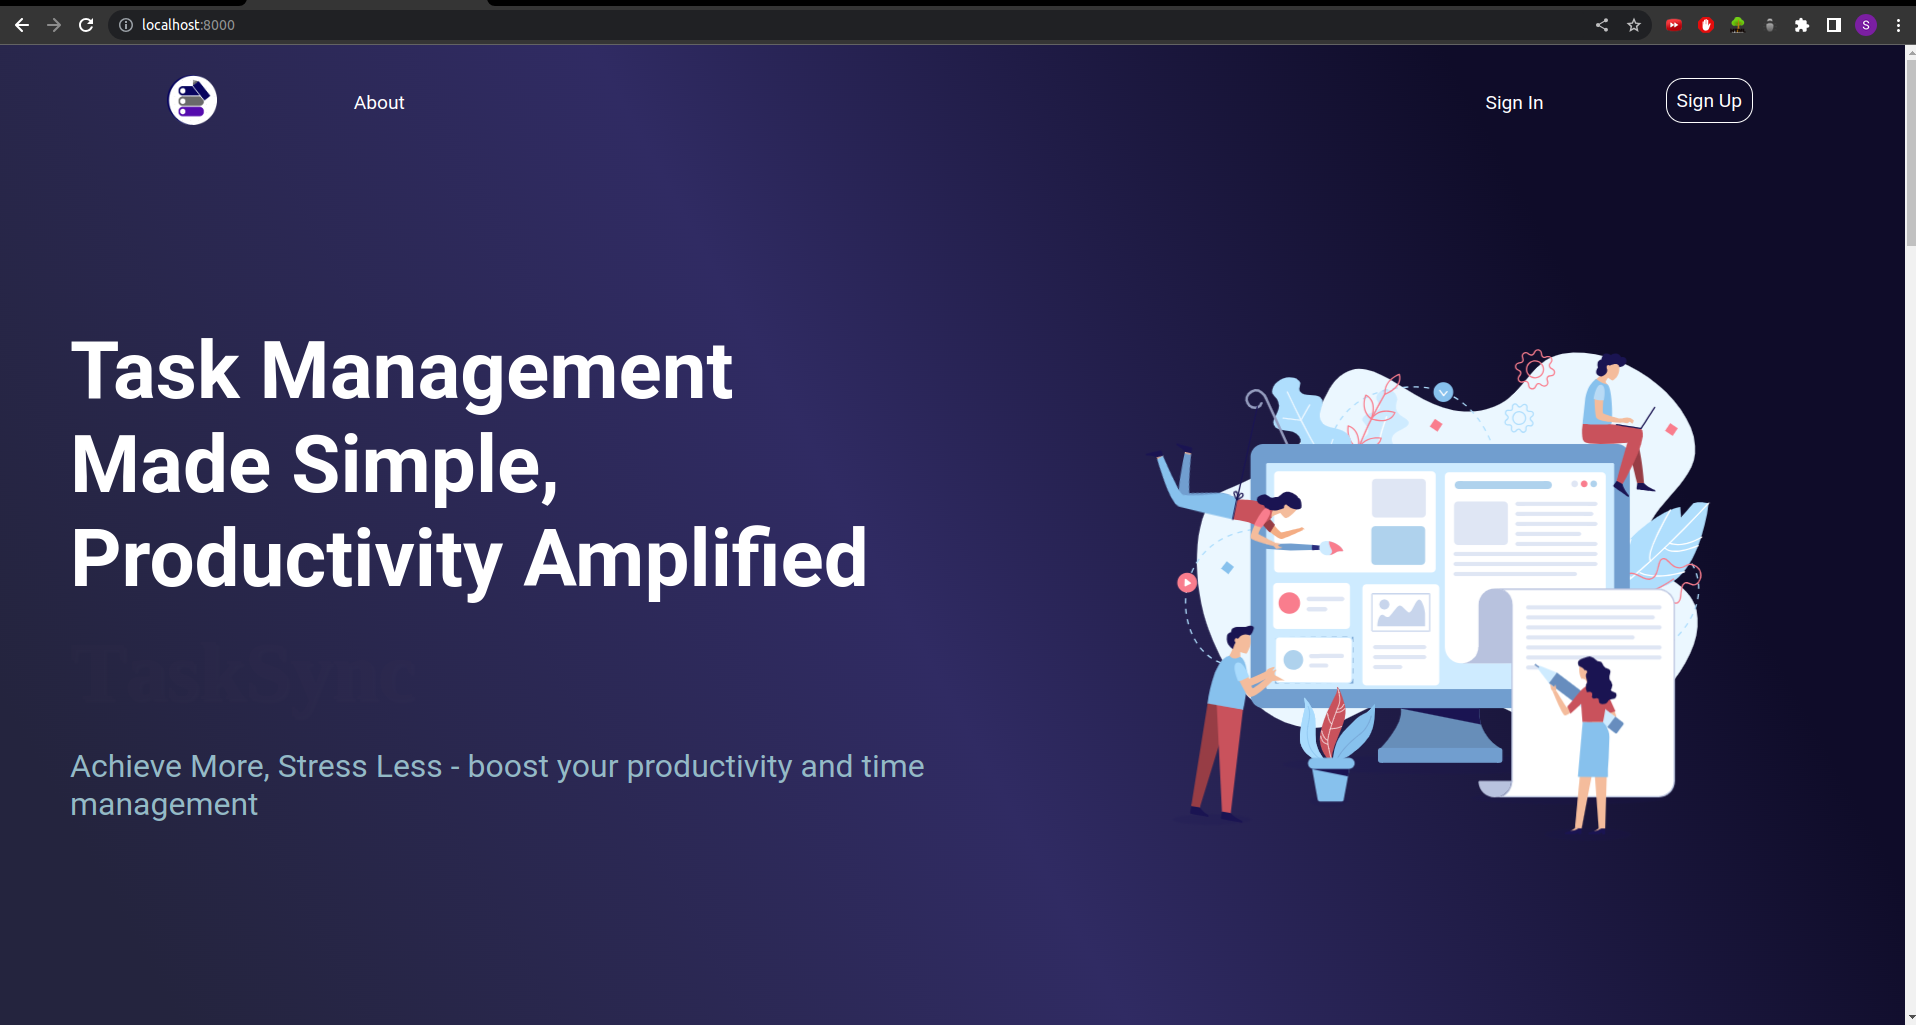 localhost:8000
S
About
Sign In
Sign Up
Task Management
Made Simple,
Productivity Amplified
TaskSync
Achieve More, Stress Less - boost your productivity and time
management